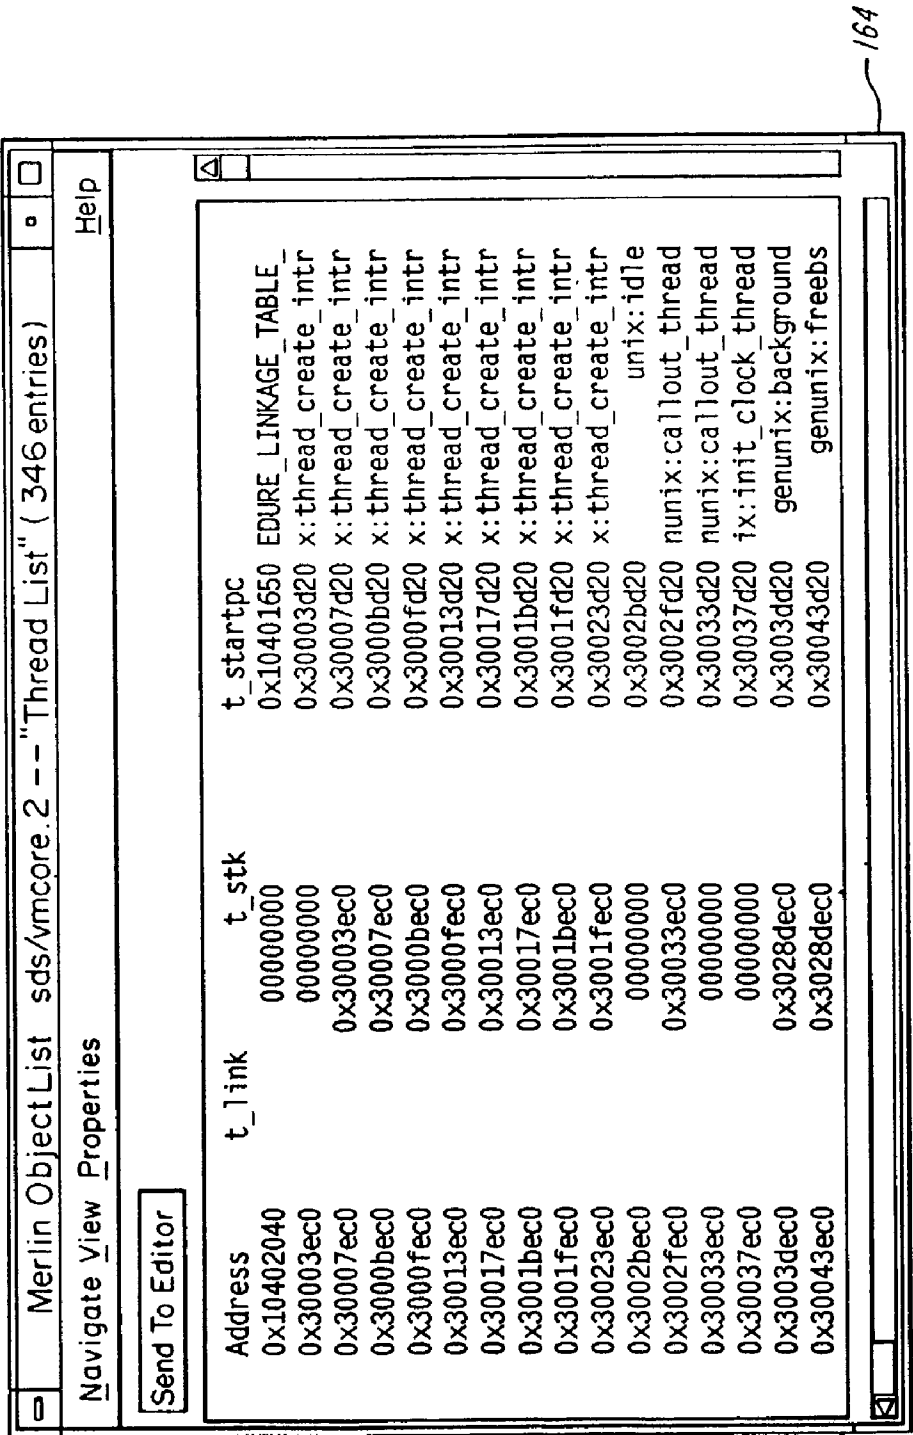 Merlin ObjectList sds/vmcore.2 -- "Thread List" ( 346 entries)
Navigate View Properties Help
Send To Editor
Address t_link t_stk t_startpc
0x10402040 00000000 0x10401650 EDURE_LINKAGE_TABLE_
0x30003ec0 00000000 0x30003d20 x:thread_create_intr
0x30007ec0 0x30003ec0 0x30007d20 x:thread_create_intr
0x3000bec0 0x30007ec0 0x3000bd20 x:thread_create_intr
0x3000fec0 0x3000bec0 0x3000fd20 x:thread_create_intr
0x30013ec0 0x3000fec0 0x30013d20 x:thread_create_intr
0x30017ec0 0x30013ec0 0x30017d20 x:thread_create_intr
0x3001bec0 0x30017ec0 0x3001bd20 x:thread_create_intr
0x3001fec0 0x3001bec0 0x3001fd20 x:thread_create_intr
0x30023ec0 0x3001fec0 0x30023d20 x:thread_create_intr
0x3002bec0 00000000 0x3002bd20 unix:idle
0x3002fec0 0x30033ec0 0x3002fd20 nunix:callout_thread
0x30033ec0 00000000 0x30033d20 nunix:callout_thread
0x30037ec0 00000000 0x30037d20 ix:init_clock_thread
0x3003dec0 0x3028dec0 0x3003dd20 genunix:background
0x30043ec0 0x3028dec0 0x30043d20 genunix:freebs
164